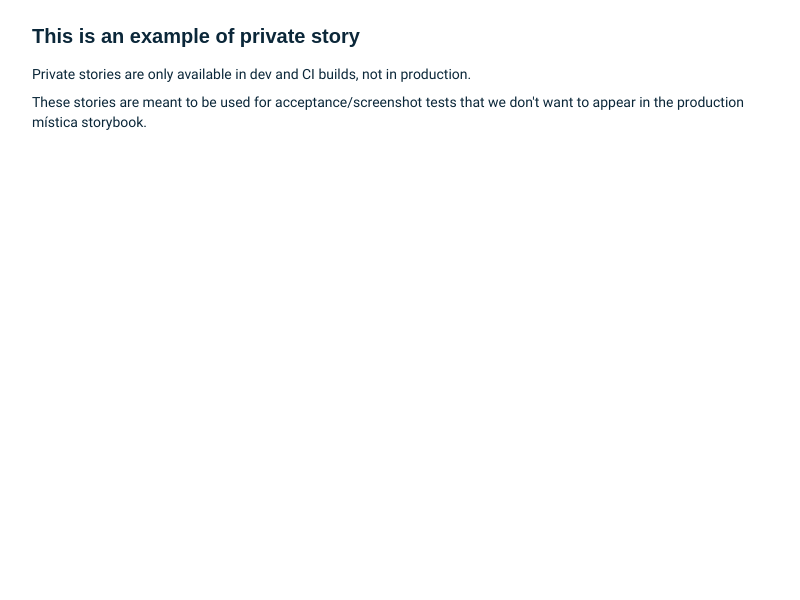 This is an example of private story
Private stories are only available in dev and CI builds, not in production.
These stories are meant to be used for acceptance/screenshot tests that we don't want to appear in the production
mística storybook.